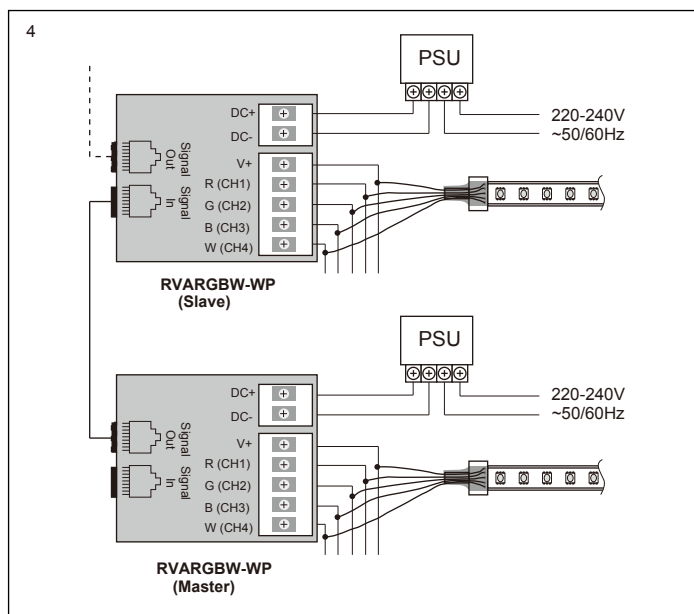 4
PSU
DC+
DC-
220-240V
~50/60Hz
Signal
Out
Signal
In
V+
R (CH1)
G (CH2)
B (CH3)
W (CH4)
RVARGBW-WP
(Slave)
PSU
DC+
DC-
220-240V
~50/60Hz
Signal
Out
Signal
In
V+
R (CH1)
G (CH2)
B (CH3)
W (CH4)
RVARGBW-WP
(Master)